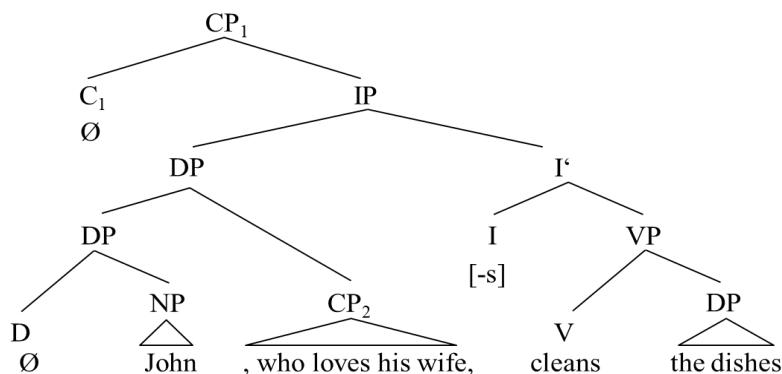 CP₁
C₁ IP
Ø
DP I‘
DP I VP
[-s]
NP CP₂ DP
D V
Ø John , who loves his wife, cleans the dishes